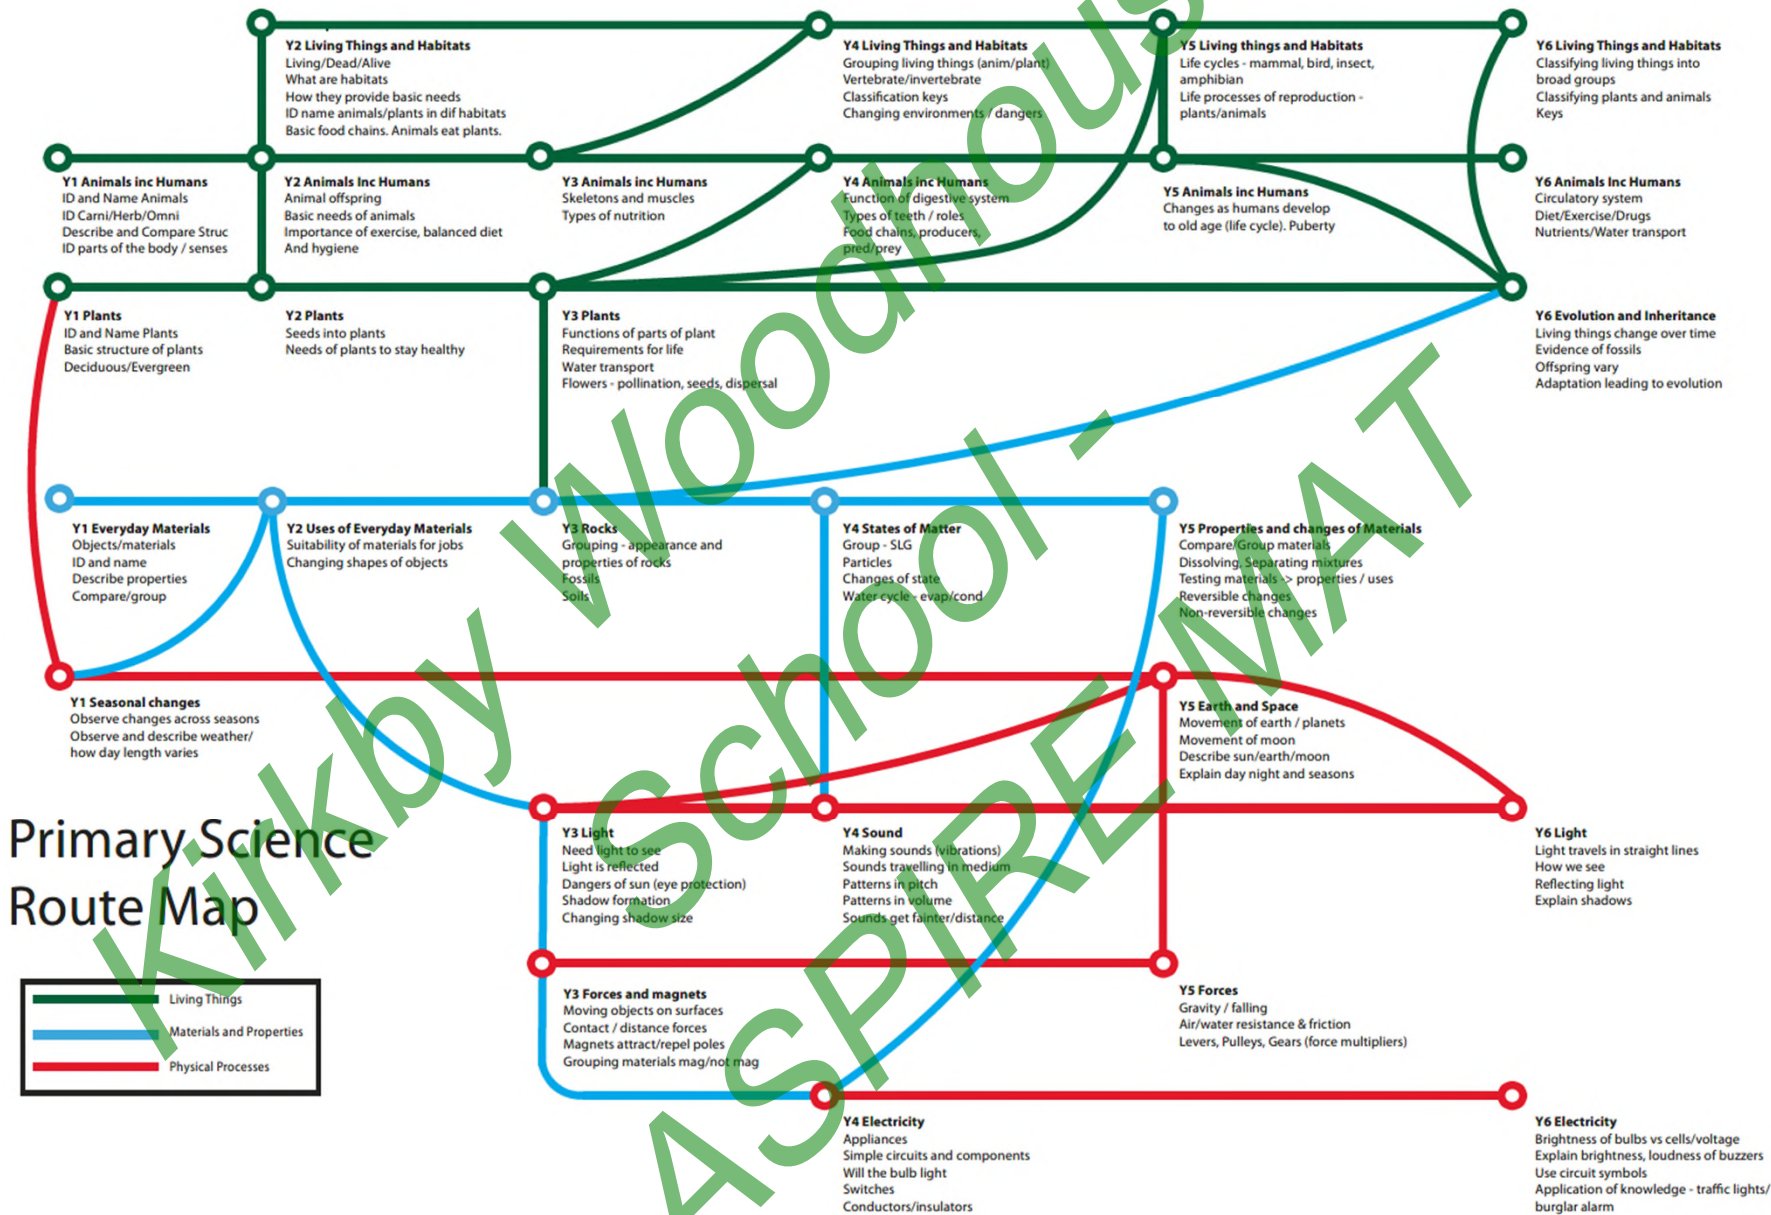 Y2 Living Things and Habitats
Living/Dead/Alive
What are habitats
How they provide basic needs
ID name animals/plants in dif habitats
Basic food chains. Animals eat plants.
Y4 Living Things and Habitats
Grouping living things (anim/plant)
Vertebrate/invertebrate
Classification keys
Changing environments / dangers
Y5 Living things and Habitats
Life cycles - mammal, bird, insect,
amphibian
Life processes of reproduction -
plants/animals
Y6 Living Things and Habitats
Classifying living things into
broad groups
Classifying plants and animals
Keys
Y1 Animals inc Humans
ID and Name Animals
ID Carni/Herb/Omni
Describe and Compare Struc
ID parts of the body / senses
Y2 Animals Inc Humans
Animal offspring
Basic needs of animals
Importance of exercise, balanced diet
And hygiene
Y3 Animals inc Humans
Skeletons and muscles
Types of nutrition
Y4 Animals inc Humans
Function of digestive system
Types of teeth / roles
Food chains, producers,
pred/prey
Y5 Animals inc Humans
Changes as humans develop
to old age (life cycle). Puberty
Y6 Animals Inc Humans
Circulatory system
Diet/Exercise/Drugs
Nutrients/Water transport
Y1 Plants
ID and Name Plants
Basic structure of plants
Deciduous/Evergreen
Y2 Plants
Seeds into plants
Needs of plants to stay healthy
Y3 Plants
Functions of parts of plant
Requirements for life
Water transport
Flowers - pollination, seeds, dispersal
Y6 Evolution and Inheritance
Living things change over time
Evidence of fossils
Offspring vary
Adaptation leading to evolution
Y1 Everyday Materials
Objects/materials
ID and name
Describe properties
Compare/group
Y2 Uses of Everyday Materials
Suitability of materials for jobs
Changing shapes of objects
Y3 Rocks
Grouping - appearance and
properties of rocks
Fossils
Soils
Y4 States of Matter
Group - SLG
Particles
Changes of state
Water cycle - evap/cond
Y5 Properties and changes of Materials
Compare/Group materials
Dissolving, Separating mixtures
Testing materials -> properties / uses
Reversible changes
Non-reversible changes
Y1 Seasonal changes
Observe changes across seasons
Observe and describe weather/
how day length varies
Y5 Earth and Space
Movement of earth / planets
Movement of moon
Describe sun/earth/moon
Explain day night and seasons
Y3 Light
Need light to see
Light is reflected
Dangers of sun (eye protection)
Shadow formation
Changing shadow size
Y4 Sound
Making sounds (vibrations)
Sounds travelling in medium
Patterns in pitch
Patterns in volume
Sounds get fainter/distance
Y6 Light
Light travels in straight lines
How we see
Reflecting light
Explain shadows
Primary Science
Route Map
Living Things
Materials and Properties
Physical Processes
Y3 Forces and magnets
Moving objects on surfaces
Contact / distance forces
Magnets attract/repel poles
Grouping materials mag/not mag
Y5 Forces
Gravity / falling
Air/water resistance & friction
Levers, Pulleys, Gears (force multipliers)
Y4 Electricity
Appliances
Simple circuits and components
Will the bulb light
Switches
Conductors/insulators
Y6 Electricity
Brightness of bulbs vs cells/voltage
Explain brightness, loudness of buzzers
Use circuit symbols
Application of knowledge - traffic lights/
burglar alarm
Kirkby Woodhous
School -
ASPIRE MAT